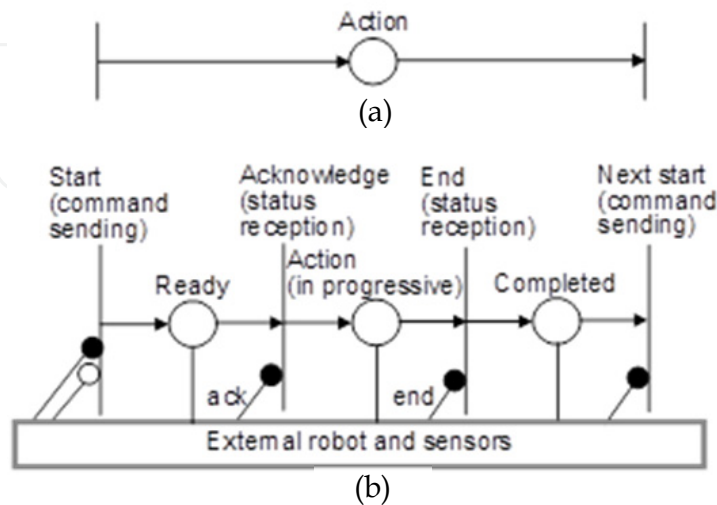 Action
(a)
Start
(command
sending)
Acknowledge
(status
reception)
End
(status
reception)
Next start
(command
sending)
Ready
Action
(in progressive)
Completed
ack
end
External robot and sensors
(b)